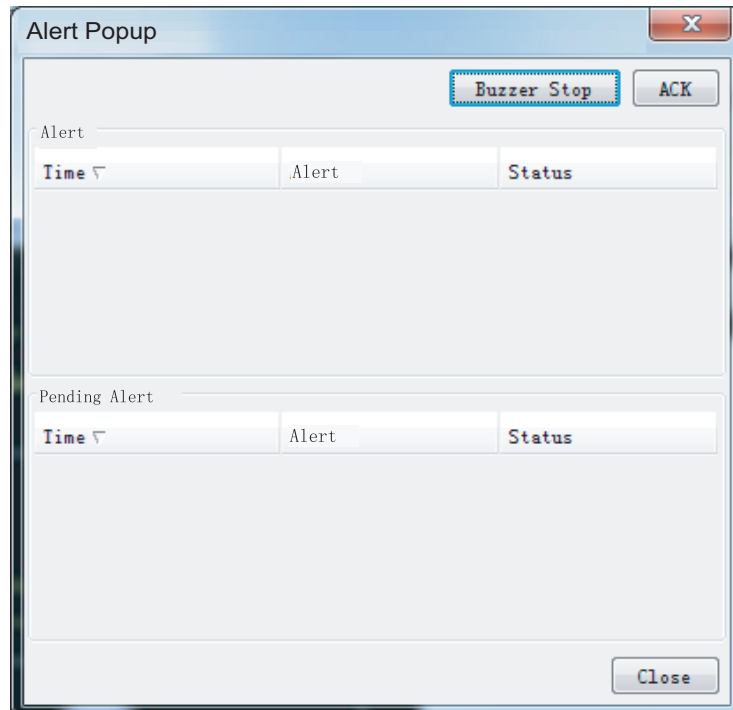 Alert Popup
Buzzer Stop ACK
Alert
Time Alert Status
Pending Alert
Time Alert Status
Close